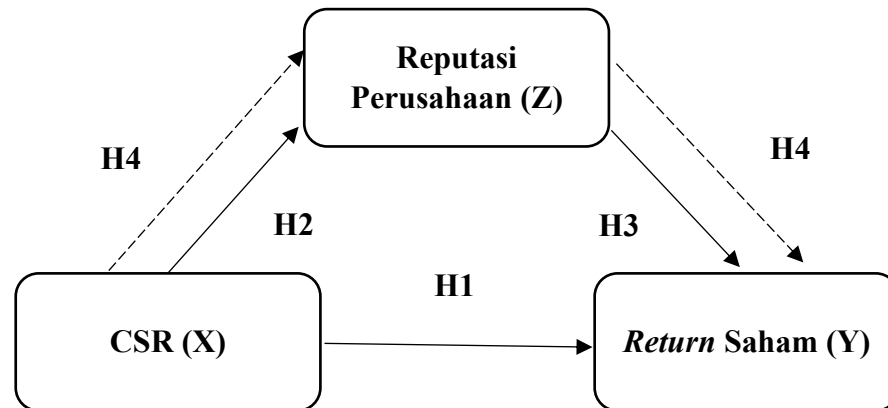 Reputasi
Perusahaan (Z)
H4
H4
H2
H3
H1
CSR (X)
Return Saham (Y)